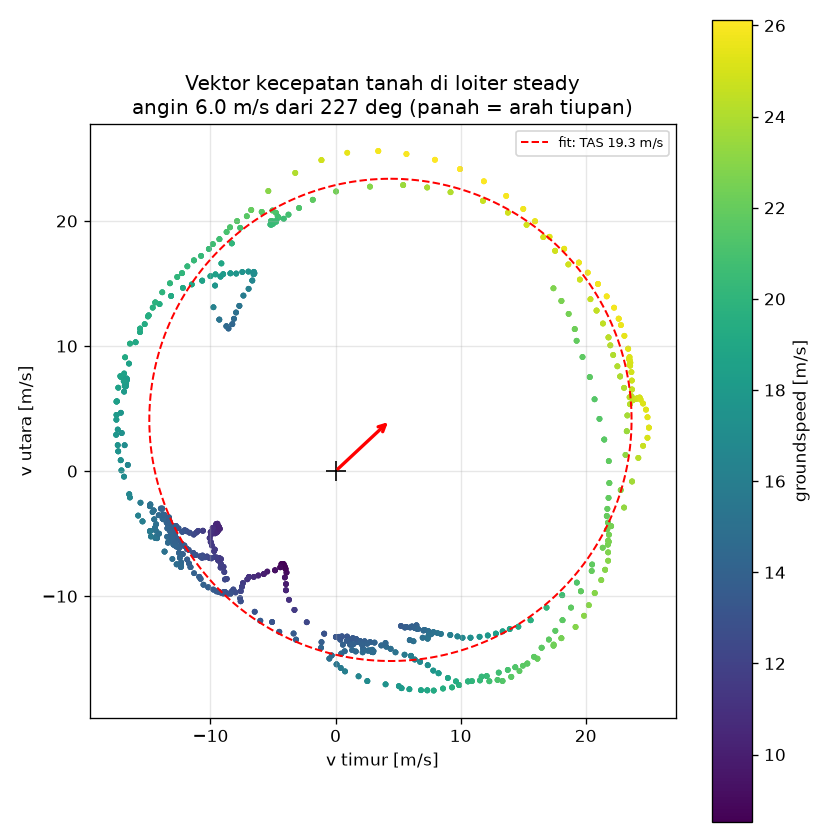 Vektor kecepatan tanah di loiter steady
angin 6.0 m/s dari 227 deg (panah = arah tiupan)
fit: TAS 19.3 m/s
v utara [m/s]
20
10
0
−10
−10
0
10
20
v timur [m/s]
26
24
22
20
18
16
14
12
10
groundspeed [m/s]